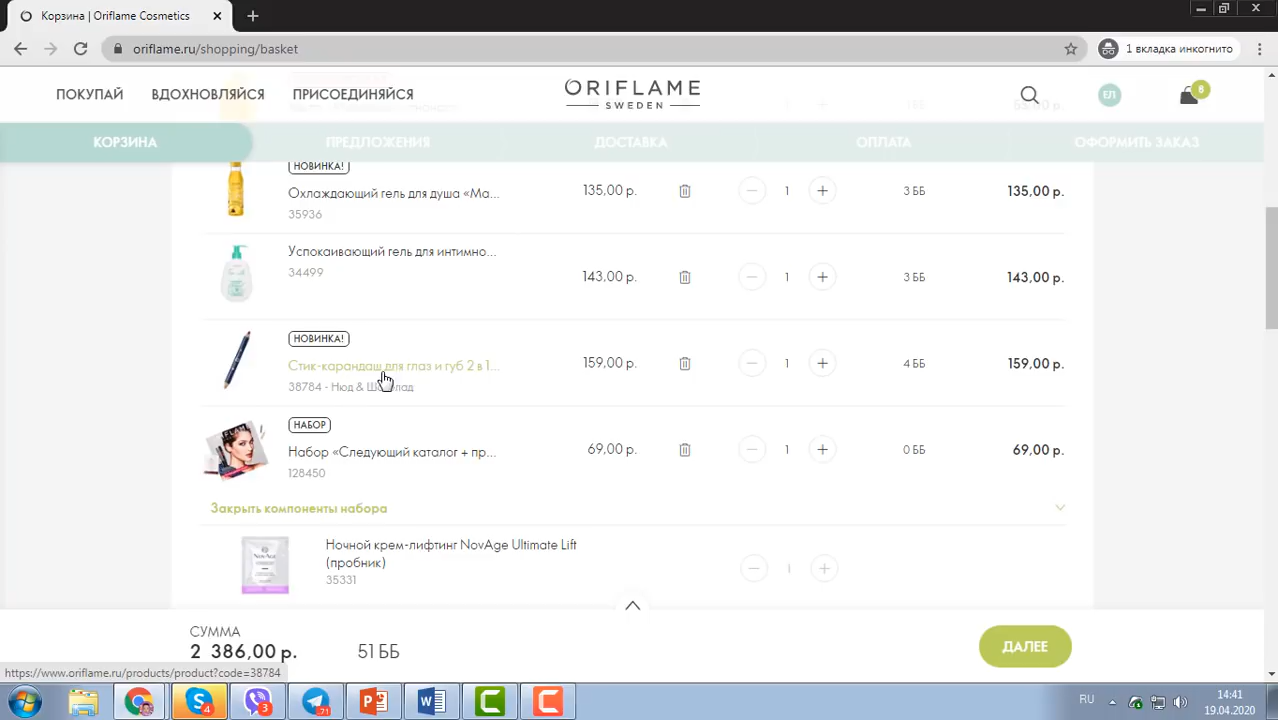 Корзина | Oriflame Cosmetics
oriflame.ru/shopping/basket
1 вкладка инкогнито
ПОКУПАЙ ВДОХНОВЛЯЙСЯ ПРИСОЕДИНЯЙСЯ
ORIFLAME
SWEDEN
ЕЛ
8
КОРЗИНА ПРЕДЛОЖЕНИЯ ДОСТАВКА ОПЛАТА ОФОРМИТЬ ЗАКАЗ
НОВИНКА!
Охлаждающий гель для душа «Ма... 135,00 р. 1 3 ББ 135,00 р.
35936
Успокаивающий гель для интимно... 143,00 р. 1 3 ББ 143,00 р.
34499
НОВИНКА!
Стик-карандаш для глаз и губ 2 в 1... 159,00 р. 1 4 ББ 159,00 р.
38784 - Нюд & Шоколад
НАБОР
Набор «Следующий каталог + пр... 69,00 р. 1 0 ББ 69,00 р.
128450
Закрыть компоненты набора
Ночной крем-лифтинг NovAge Ultimate Lift
(пробник) 1
35331
СУММА
2 386,00 р. 51 ББ ДАЛЕЕ
https://www.oriflame.ru/products/product?code=38784
4 3 71 RU 14:41
19.04.2020